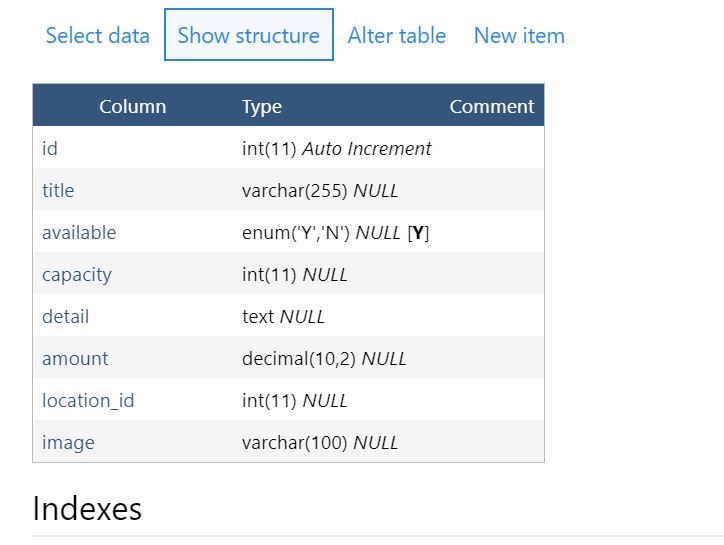 Select data Show structure Alter table New item
Column Type Comment
id int(11) Auto Increment
title varchar(255) NULL
available enum('Y','N') NULL [Y]
capacity int(11) NULL
detail text NULL
amount decimal(10,2) NULL
location_id int(11) NULL
image varchar(100) NULL
Indexes